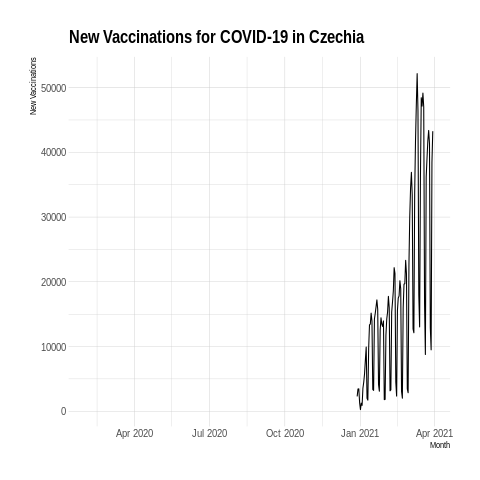 New Vaccinations for COVID-19 in Czechia
New Vaccinations
50000
40000
30000
20000
10000
0
Apr 2020 Jul 2020 Oct 2020 Jan 2021 Apr 2021
Month